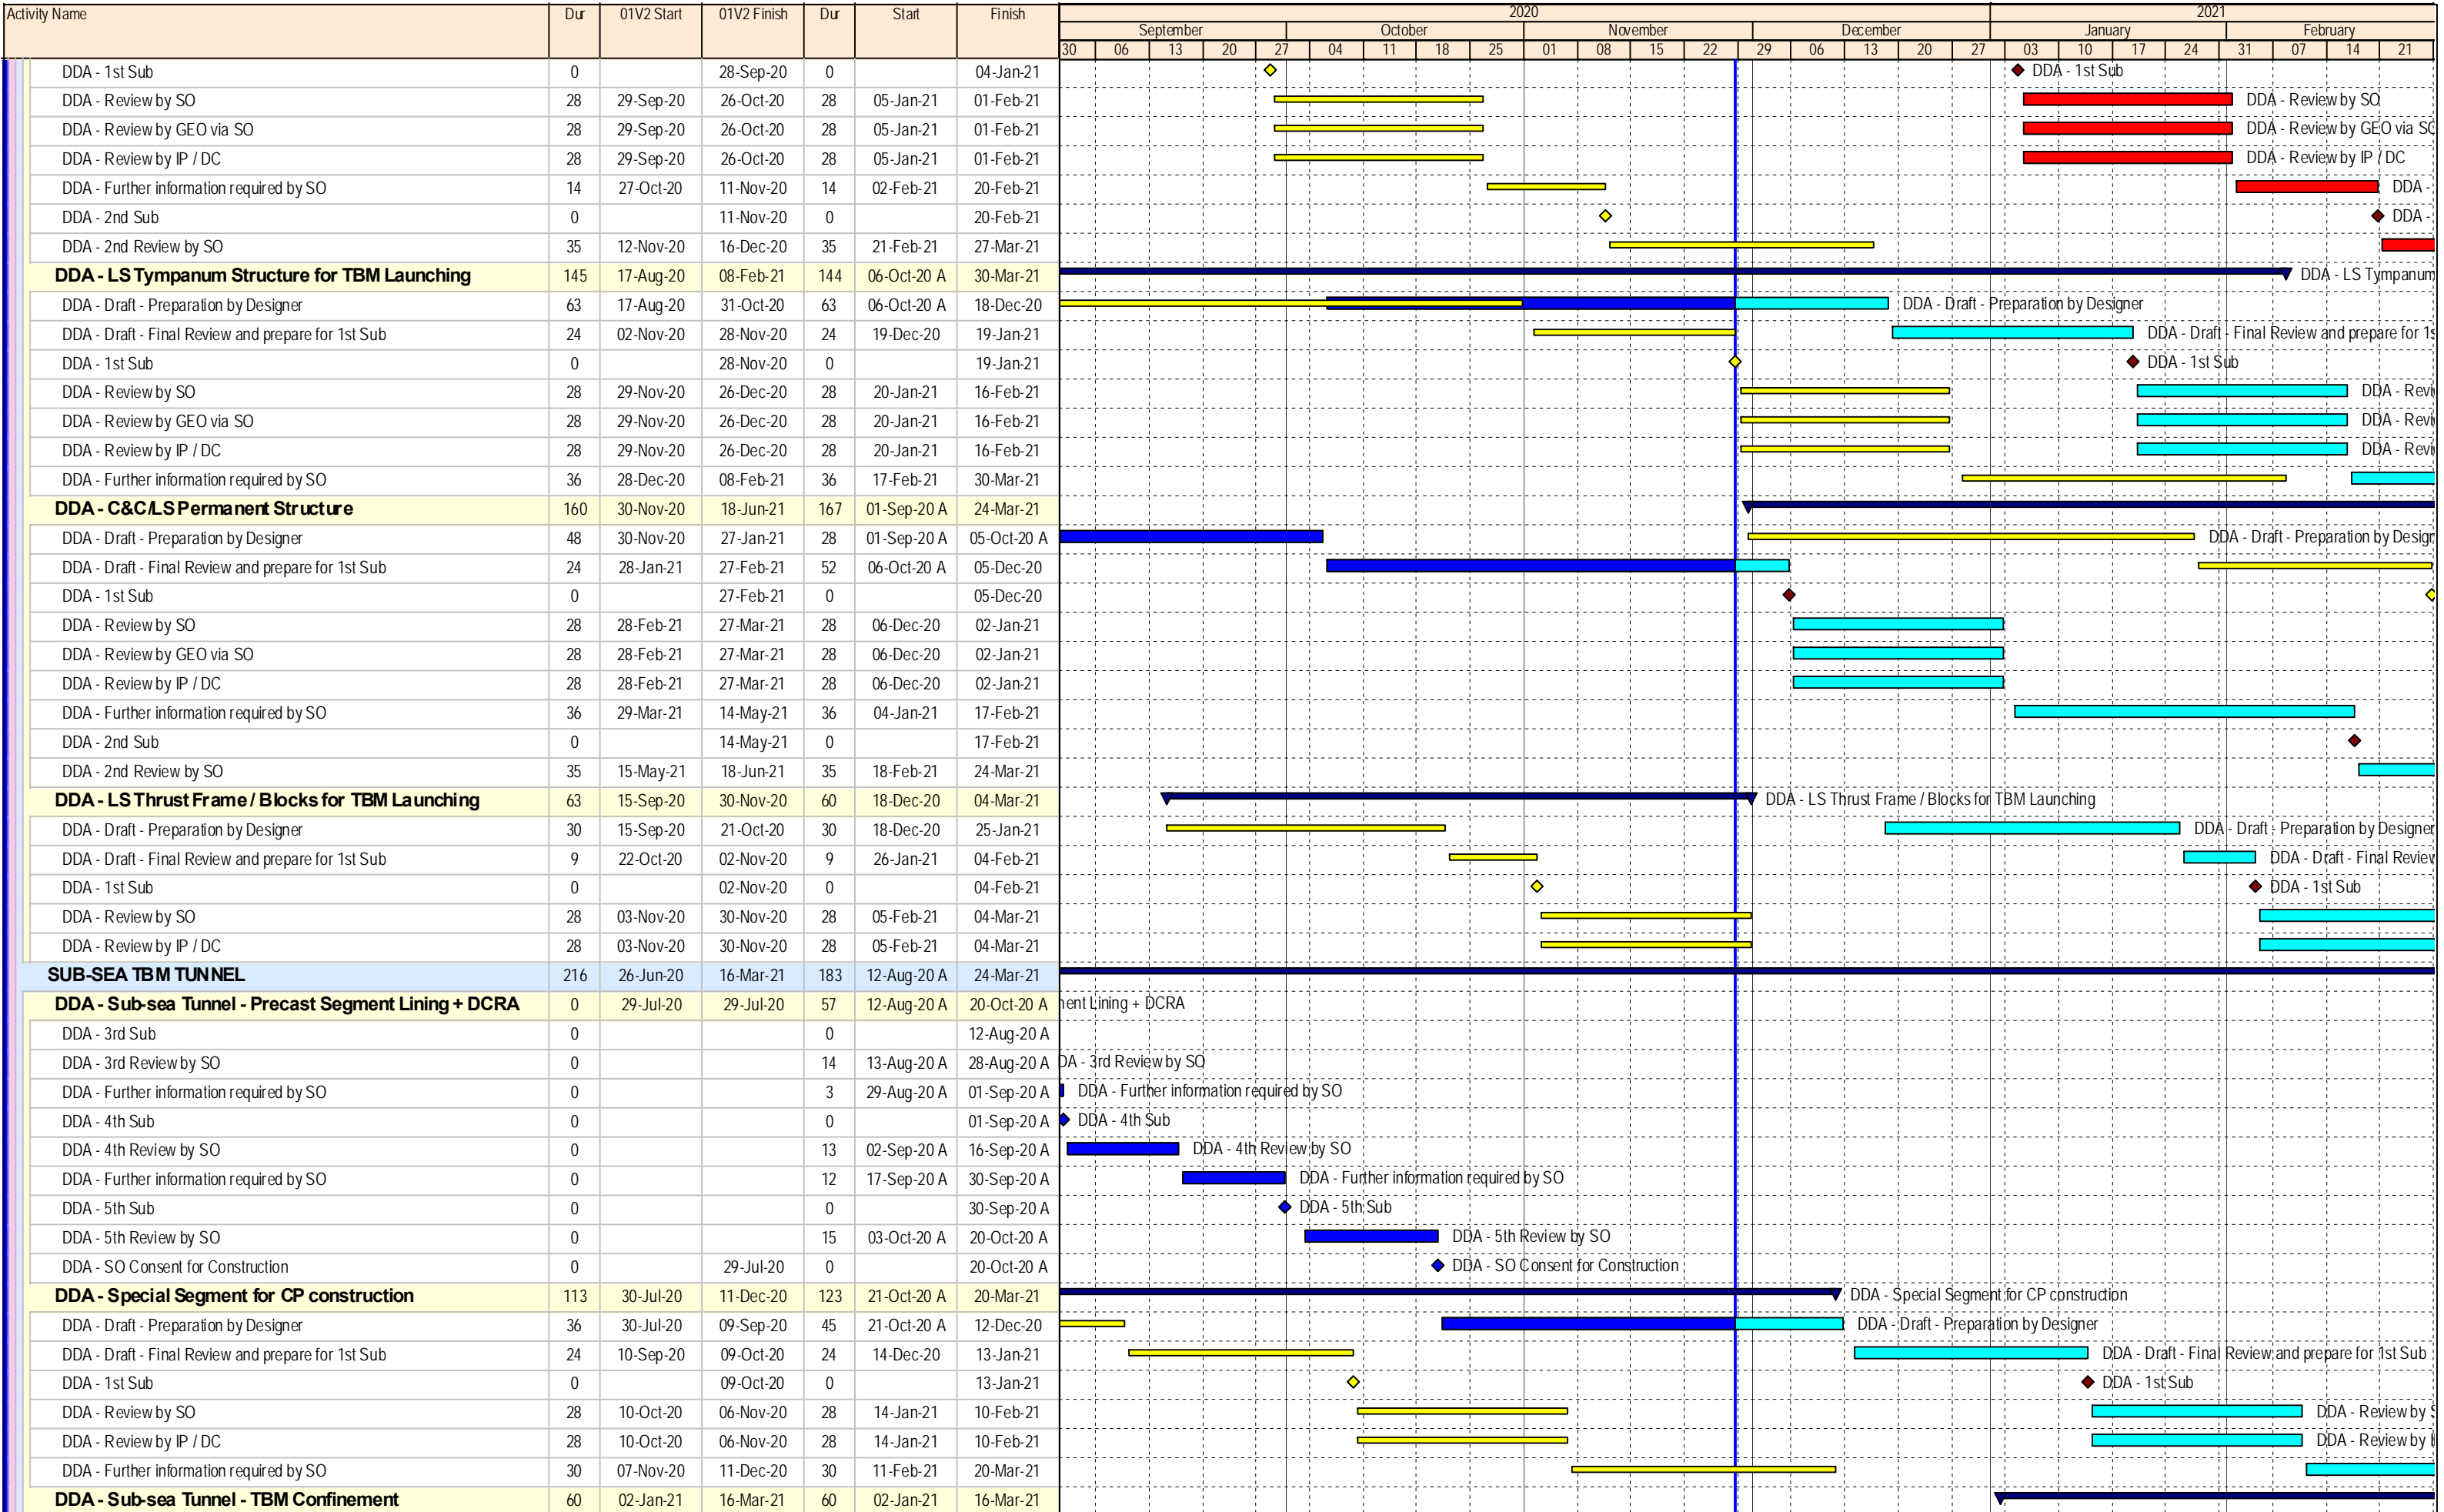 Activity Name Dur 01V2 Start 01V2 Finish Dur Start Finish 2020 2021
September October November December January February
30 06 13 20 27 04 11 18 25 01 08 15 22 29 06 13 20 27 03 10 17 24 31 07 14 21
DDA - 1st Sub 0 28-Sep-20 0 04-Jan-21 DDA - 1st Sub
DDA - Review by SO 28 29-Sep-20 26-Oct-20 28 05-Jan-21 01-Feb-21 DDA - Review by SO
DDA - Review by GEO via SO 28 29-Sep-20 26-Oct-20 28 05-Jan-21 01-Feb-21 DDA - Review by GEO via SO
DDA - Review by IP / DC 28 29-Sep-20 26-Oct-20 28 05-Jan-21 01-Feb-21 DDA - Review by IP / DC
DDA - Further information required by SO 14 27-Oct-20 11-Nov-20 14 02-Feb-21 20-Feb-21 DDA -
DDA - 2nd Sub 0 11-Nov-20 0 20-Feb-21 DDA -
DDA - 2nd Review by SO 35 12-Nov-20 16-Dec-20 35 21-Feb-21 27-Mar-21
DDA - LS Tympanum Structure for TBM Launching 145 17-Aug-20 08-Feb-21 144 06-Oct-20 A 30-Mar-21 DDA - LS Tympanum
DDA - Draft - Preparation by Designer 63 17-Aug-20 31-Oct-20 63 06-Oct-20 A 18-Dec-20 DDA - Draft - Preparation by Designer
DDA - Draft - Final Review and prepare for 1st Sub 24 02-Nov-20 28-Nov-20 24 19-Dec-20 19-Jan-21 DDA - Draft - Final Review and prepare for 1s
DDA - 1st Sub 0 28-Nov-20 0 19-Jan-21 DDA - 1st Sub
DDA - Review by SO 28 29-Nov-20 26-Dec-20 28 20-Jan-21 16-Feb-21 DDA - Revi
DDA - Review by GEO via SO 28 29-Nov-20 26-Dec-20 28 20-Jan-21 16-Feb-21 DDA - Revi
DDA - Review by IP / DC 28 29-Nov-20 26-Dec-20 28 20-Jan-21 16-Feb-21 DDA - Revi
DDA - Further information required by SO 36 28-Dec-20 08-Feb-21 36 17-Feb-21 30-Mar-21
DDA - C&C/LS Permanent Structure 160 30-Nov-20 18-Jun-21 167 01-Sep-20 A 24-Mar-21
DDA - Draft - Preparation by Designer 48 30-Nov-20 27-Jan-21 28 01-Sep-20 A 05-Oct-20 A DDA - Draft - Preparation by Design
DDA - Draft - Final Review and prepare for 1st Sub 24 28-Jan-21 27-Feb-21 52 06-Oct-20 A 05-Dec-20
DDA - 1st Sub 0 27-Feb-21 0 05-Dec-20
DDA - Review by SO 28 28-Feb-21 27-Mar-21 28 06-Dec-20 02-Jan-21
DDA - Review by GEO via SO 28 28-Feb-21 27-Mar-21 28 06-Dec-20 02-Jan-21
DDA - Review by IP / DC 28 28-Feb-21 27-Mar-21 28 06-Dec-20 02-Jan-21
DDA - Further information required by SO 36 29-Mar-21 14-May-21 36 04-Jan-21 17-Feb-21
DDA - 2nd Sub 0 14-May-21 0 17-Feb-21
DDA - 2nd Review by SO 35 15-May-21 18-Jun-21 35 18-Feb-21 24-Mar-21
DDA - LS Thrust Frame / Blocks for TBM Launching 63 15-Sep-20 30-Nov-20 60 18-Dec-20 04-Mar-21 DDA - LS Thrust Frame / Blocks for TBM Launching
DDA - Draft - Preparation by Designer 30 15-Sep-20 21-Oct-20 30 18-Dec-20 25-Jan-21 DDA - Draft - Preparation by Designer
DDA - Draft - Final Review and prepare for 1st Sub 9 22-Oct-20 02-Nov-20 9 26-Jan-21 04-Feb-21 DDA - Draft - Final Review
DDA - 1st Sub 0 02-Nov-20 0 04-Feb-21 DDA - 1st Sub
DDA - Review by SO 28 03-Nov-20 30-Nov-20 28 05-Feb-21 04-Mar-21
DDA - Review by IP / DC 28 03-Nov-20 30-Nov-20 28 05-Feb-21 04-Mar-21
SUB-SEA TBM TUNNEL 216 26-Jun-20 16-Mar-21 183 12-Aug-20 A 24-Mar-21
DDA - Sub-sea Tunnel - Precast Segment Lining + DCRA 0 29-Jul-20 29-Jul-20 57 12-Aug-20 A 20-Oct-20 A nent Lining + DCRA
DDA - 3rd Sub 0 0 12-Aug-20 A
DDA - 3rd Review by SO 0 14 13-Aug-20 A 28-Aug-20 A DA - 3rd Review by SO
DDA - Further information required by SO 0 3 29-Aug-20 A 01-Sep-20 A DDA - Further information required by SO
DDA - 4th Sub 0 0 01-Sep-20 A DDA - 4th Sub
DDA - 4th Review by SO 0 13 02-Sep-20 A 16-Sep-20 A DDA - 4th Review by SO
DDA - Further information required by SO 0 12 17-Sep-20 A 30-Sep-20 A DDA - Further information required by SO
DDA - 5th Sub 0 0 30-Sep-20 A DDA - 5th Sub
DDA - 5th Review by SO 0 15 03-Oct-20 A 20-Oct-20 A DDA - 5th Review by SO
DDA - SO Consent for Construction 0 29-Jul-20 0 20-Oct-20 A DDA - SO Consent for Construction
DDA - Special Segment for CP construction 113 30-Jul-20 11-Dec-20 123 21-Oct-20 A 20-Mar-21 DDA - Special Segment for CP construction
DDA - Draft - Preparation by Designer 36 30-Jul-20 09-Sep-20 45 21-Oct-20 A 12-Dec-20 DDA - Draft - Preparation by Designer
DDA - Draft - Final Review and prepare for 1st Sub 24 10-Sep-20 09-Oct-20 24 14-Dec-20 13-Jan-21 DDA - Draft - Final Review and prepare for 1st Sub
DDA - 1st Sub 0 09-Oct-20 0 13-Jan-21 DDA - 1st Sub
DDA - Review by SO 28 10-Oct-20 06-Nov-20 28 14-Jan-21 10-Feb-21 DDA - Review by S
DDA - Review by IP / DC 28 10-Oct-20 06-Nov-20 28 14-Jan-21 10-Feb-21 DDA - Review by I
DDA - Further information required by SO 30 07-Nov-20 11-Dec-20 30 11-Feb-21 20-Mar-21
DDA - Sub-sea Tunnel - TBM Confinement 60 02-Jan-21 16-Mar-21 60 02-Jan-21 16-Mar-21